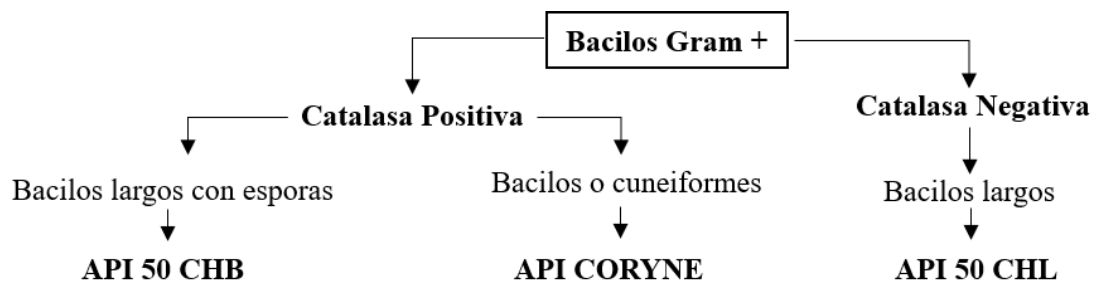 Bacilos Gram +
Catalasa Positiva
Catalasa Negativa
Bacilos largos con esporas
Bacilos o cuneiformes
Bacilos largos
API 50 CHB
API CORYNE
API 50 CHL